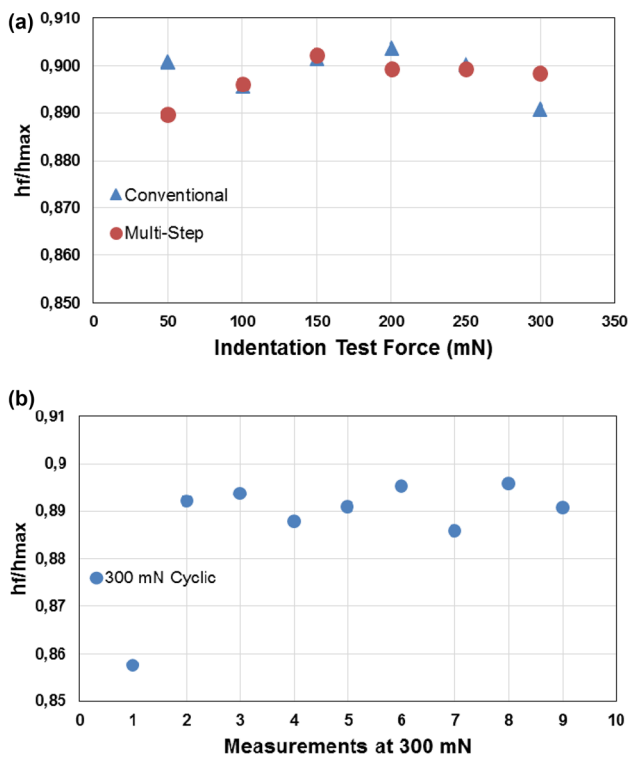 (a)
0,910
0,900
0,890
0,880
0,870
0,860
0,850
hf/hmax
Conventional
Multi-Step
0 50 100 150 200 250 300 350
Indentation Test Force (mN)
(b)
0,91
0,9
0,89
0,88
0,87
0,86
0,85
hf/hmax
300 mN Cyclic
0 1 2 3 4 5 6 7 8 9 10
Measurements at 300 mN